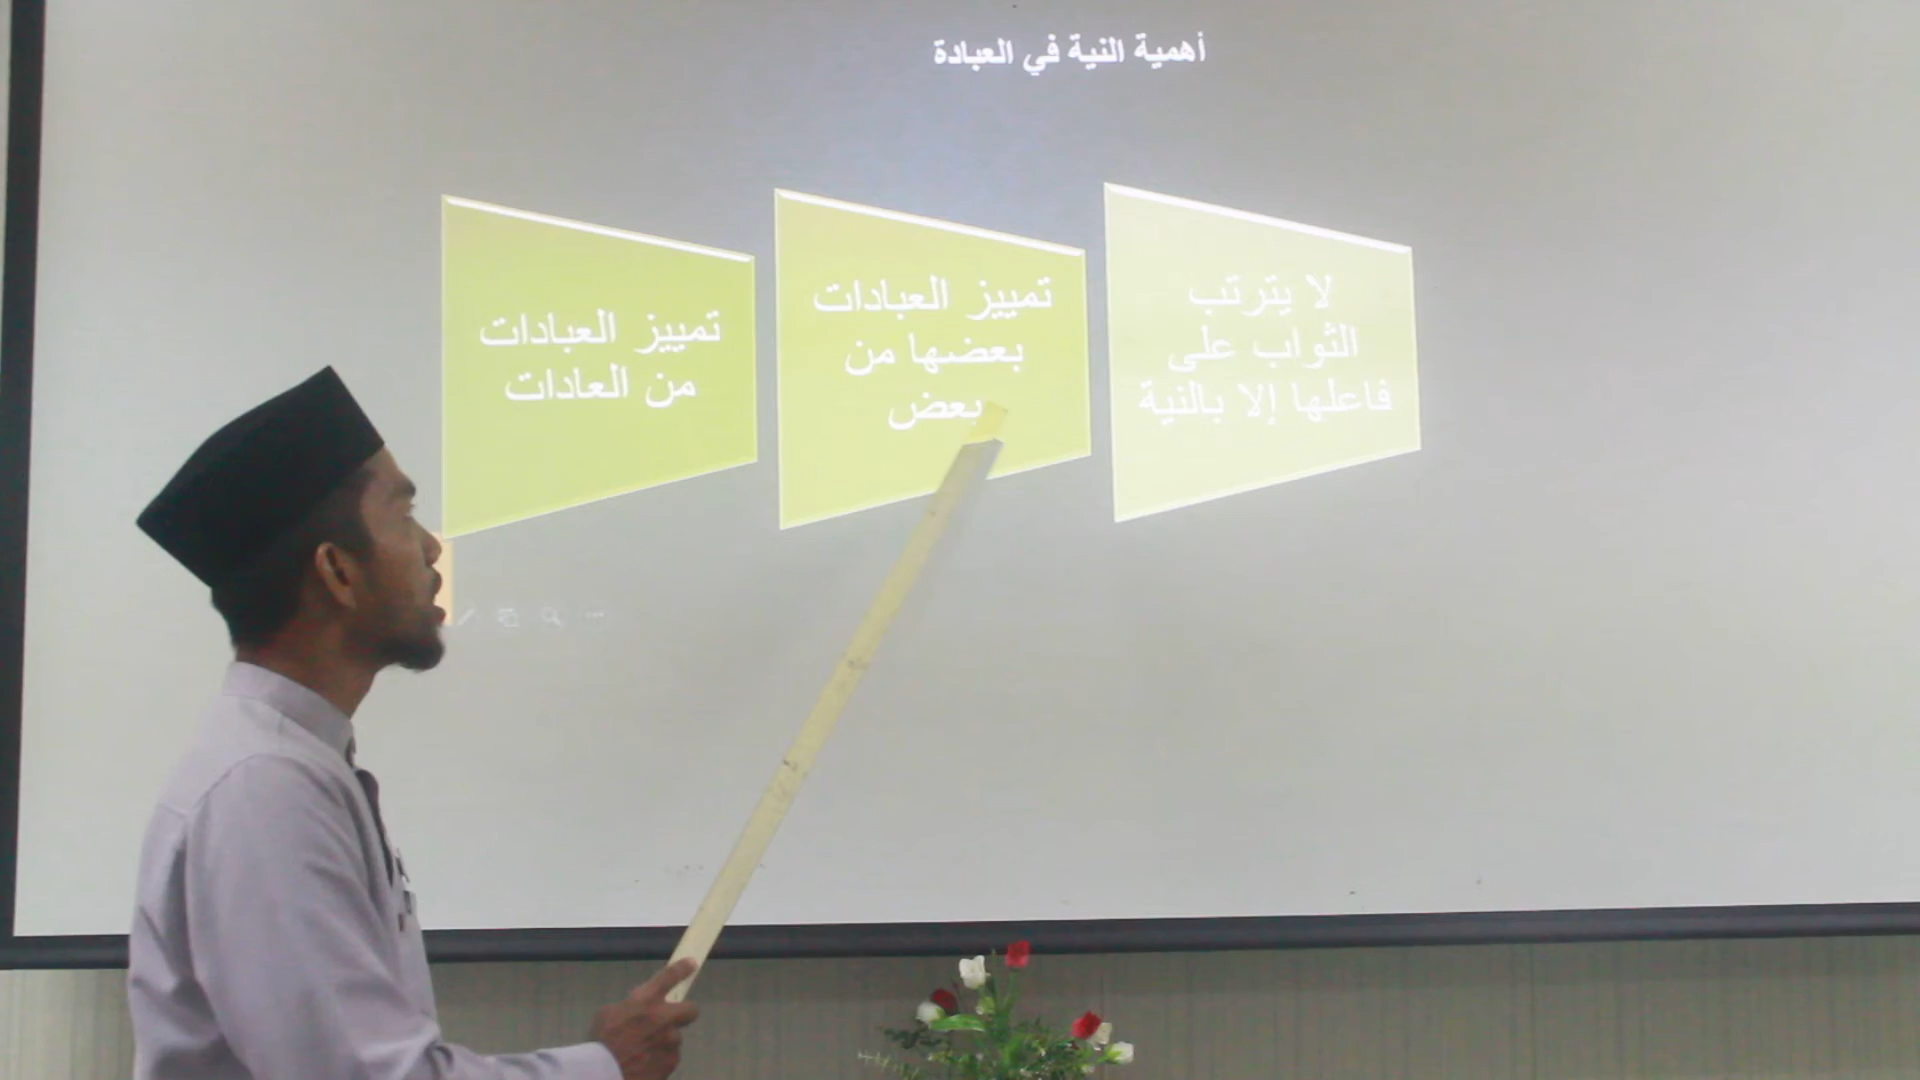 أهمية النية في العبادة
لا يترتب
الثواب على
فاعلها إلا بالنية
تمييز العبادات
بعضها من
بعض
تمييز العبادات
من العادات